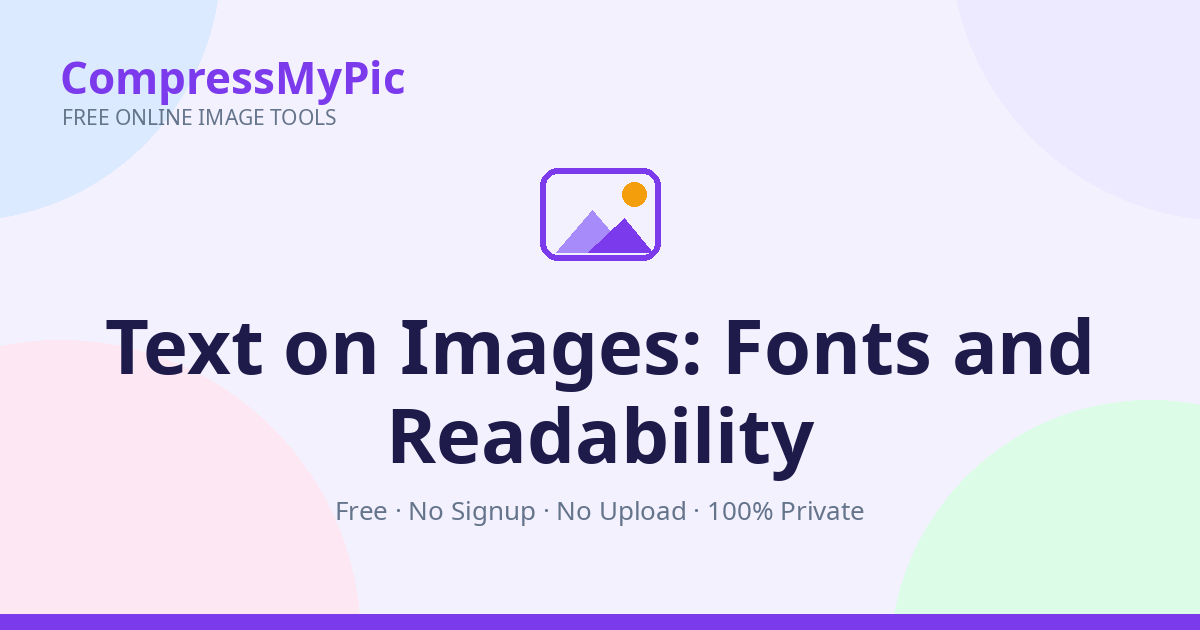 CompressMyPic
FREE ONLINE IMAGE TOOLS
Text on Images: Fonts and
Readability
Free · No Signup · No Upload · 100% Private